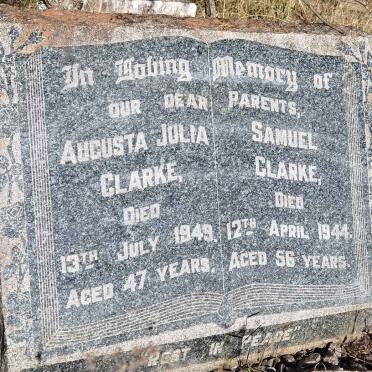 In Loving Memory of
OUR DEAR PARENTS,
AUGUSTA JULIA
CLARKE,
DIED
13TH JULY 1949.
AGED 47 YEARS.
SAMUEL
CLARKE,
DIED
12TH APRIL 1944.
AGED 56 YEARS.
REST IN PEACE